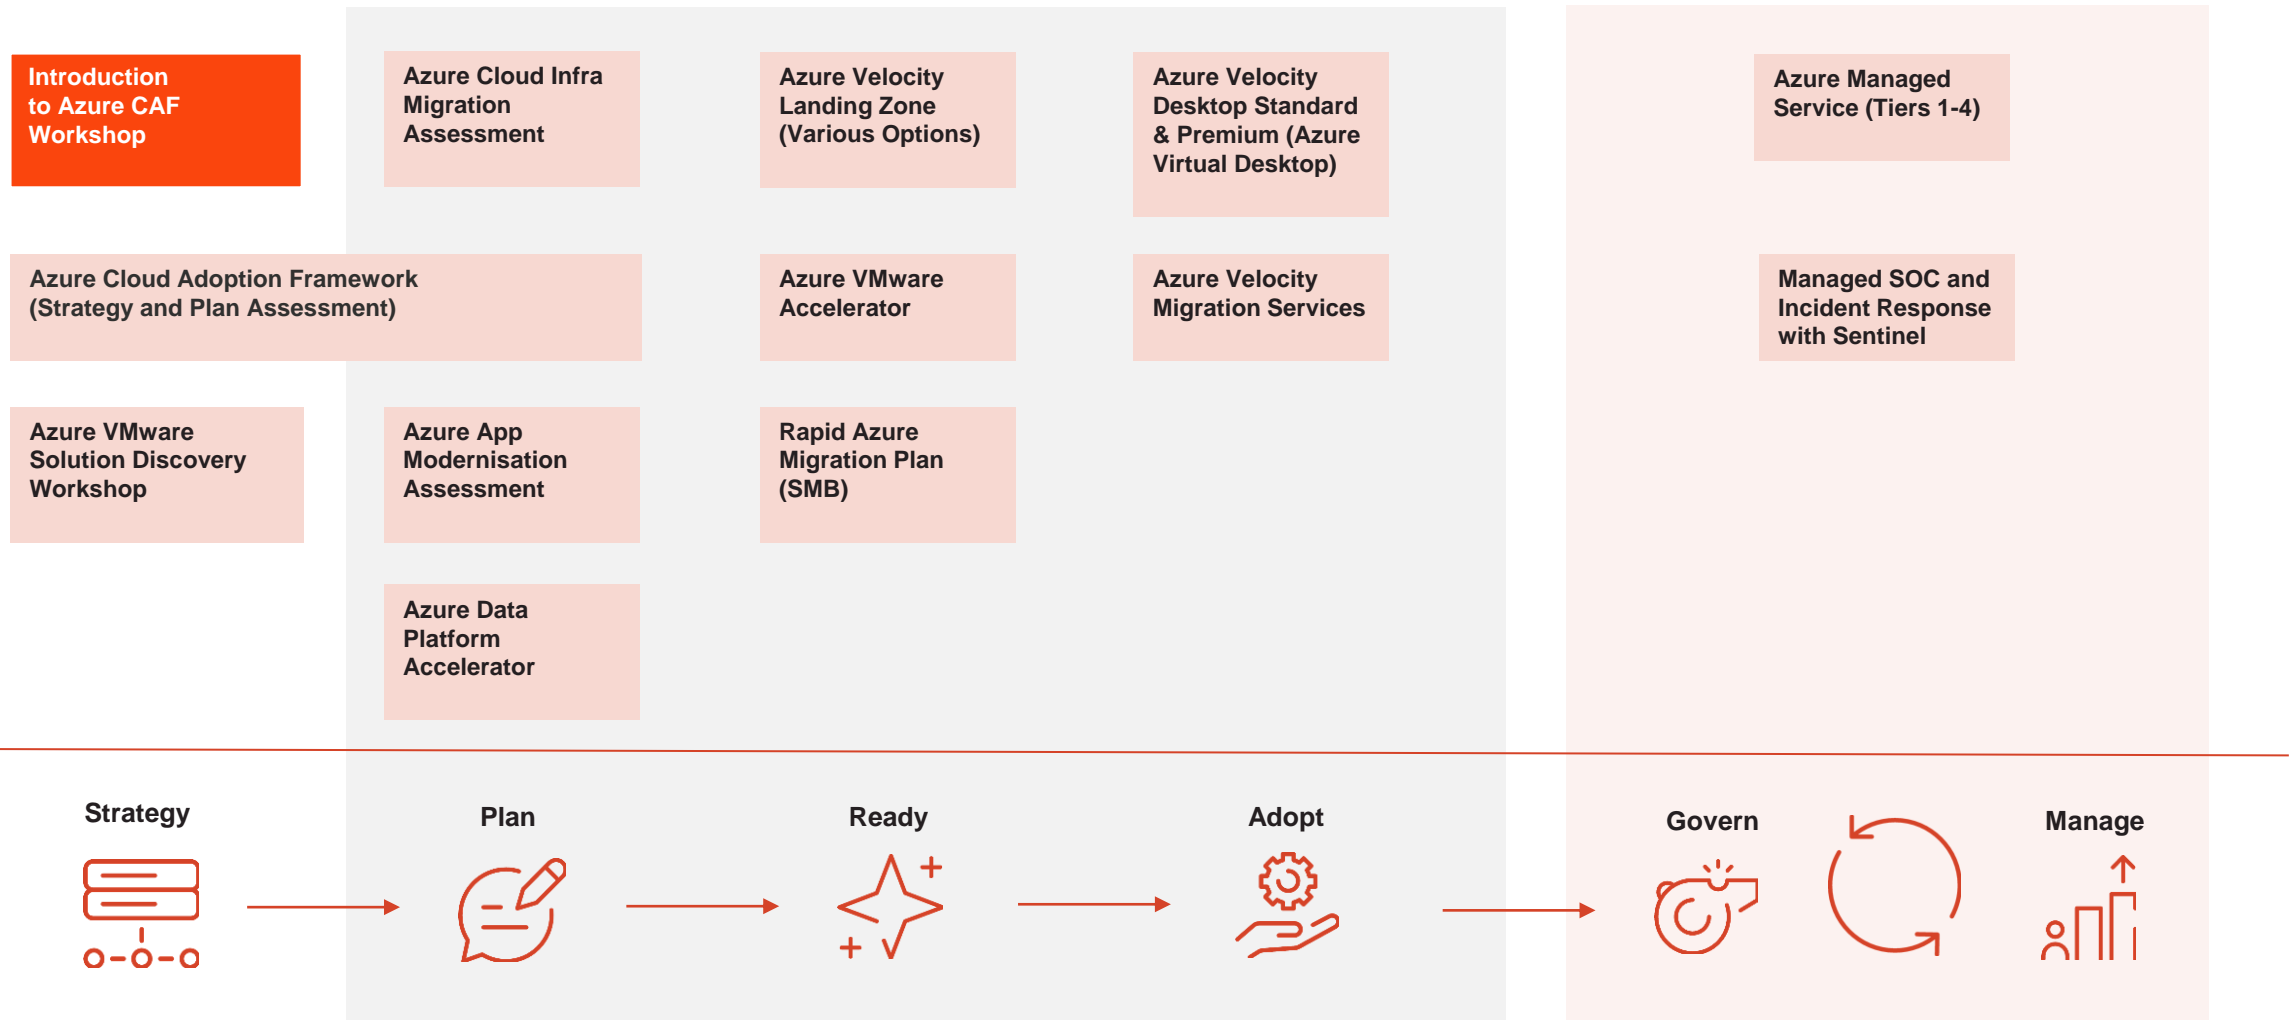 Introduction
to Azure CAF
Workshop
Azure Cloud Infra
Migration
Assessment
Azure Velocity
Landing Zone
(Various Options)
Azure Velocity
Desktop Standard
& Premium (Azure
Virtual Desktop)
Azure Managed
Service (Tiers 1-4)
Azure Cloud Adoption Framework
(Strategy and Plan Assessment)
Azure VMware
Accelerator
Azure Velocity
Migration Services
Managed SOC and
Incident Response
with Sentinel
Azure VMware
Solution Discovery
Workshop
Azure App
Modernisation
Assessment
Rapid Azure
Migration Plan
(SMB)
Azure Data
Platform
Accelerator
Strategy
Plan
Ready
Adopt
Govern
Manage